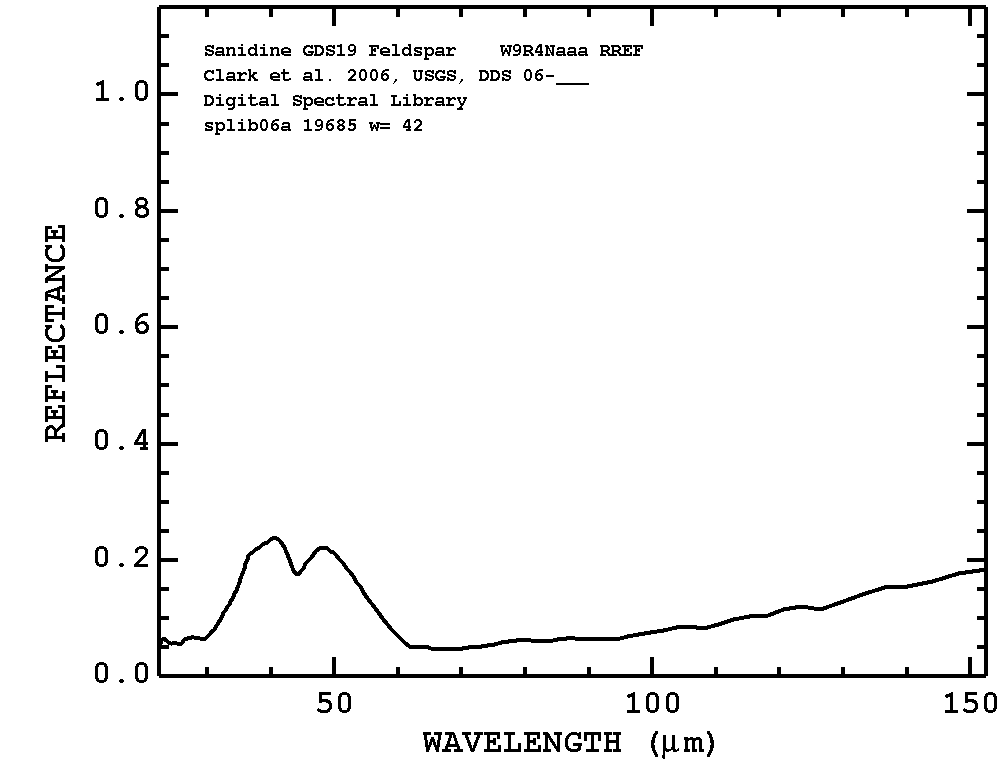 Sanidine GDS19 Feldspar W9R4Naaa RREF
Clark et al. 2006, USGS, DDS 06-___
Digital Spectral Library
splib06a 19685 w= 42
REFLECTANCE
1.0
0.8
0.6
0.4
0.2
0.0
50 100 150
WAVELENGTH (μm)